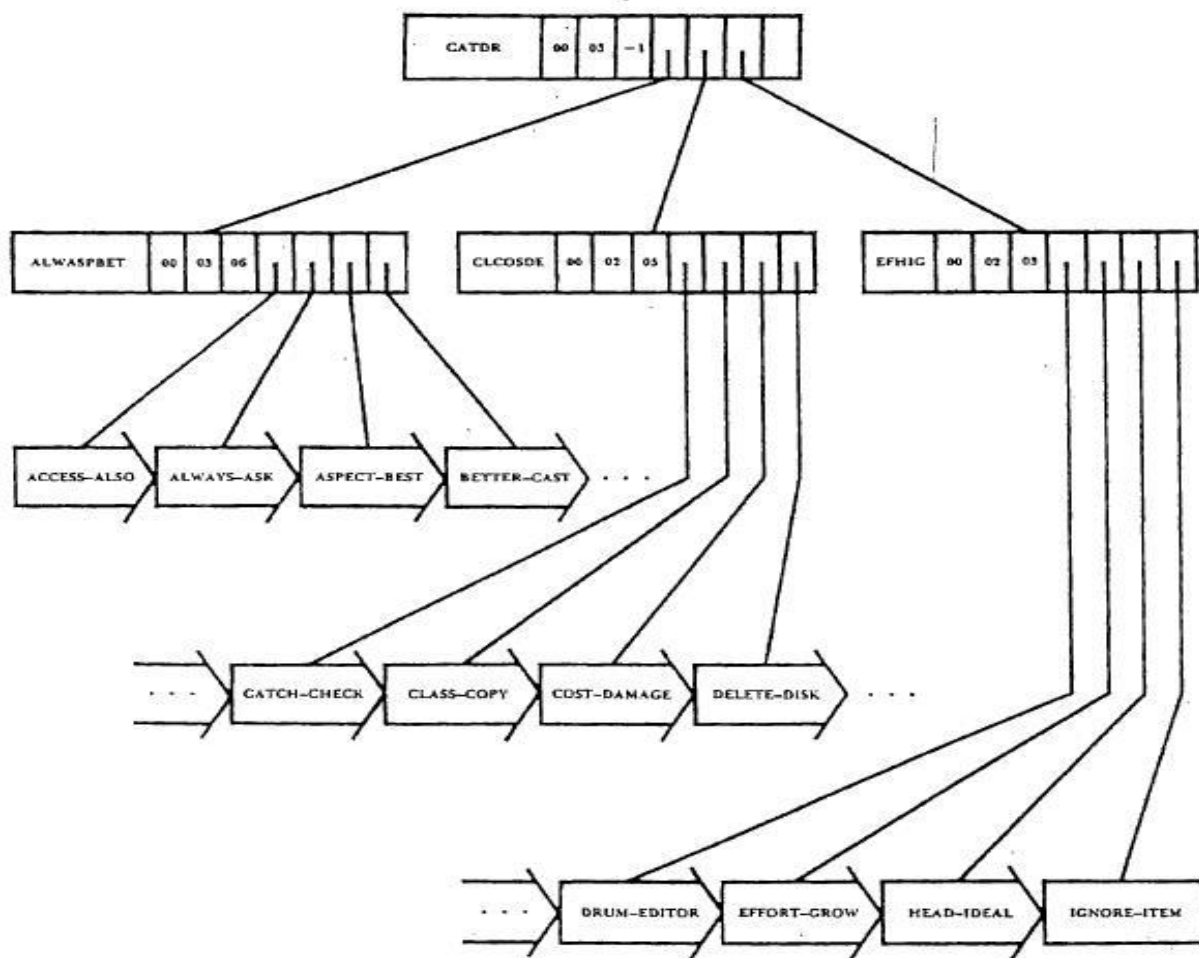 CATDR 00 03 -1
ALWASPBET 00 03 06 CLCOSDE 00 02 05 EFHIG 00 02 03
ACCESS-ALSO ALWAYS-ASK ASPECT-BEST BETTER-CAST . . .
. . . CATCH-CHECK CLASS-COPY COST-DAMAGE DELETE-DISK . . .
. . . DRUM-EDITOR EFFORT-GROW HEAD-IDEAL IGNORE-ITEM